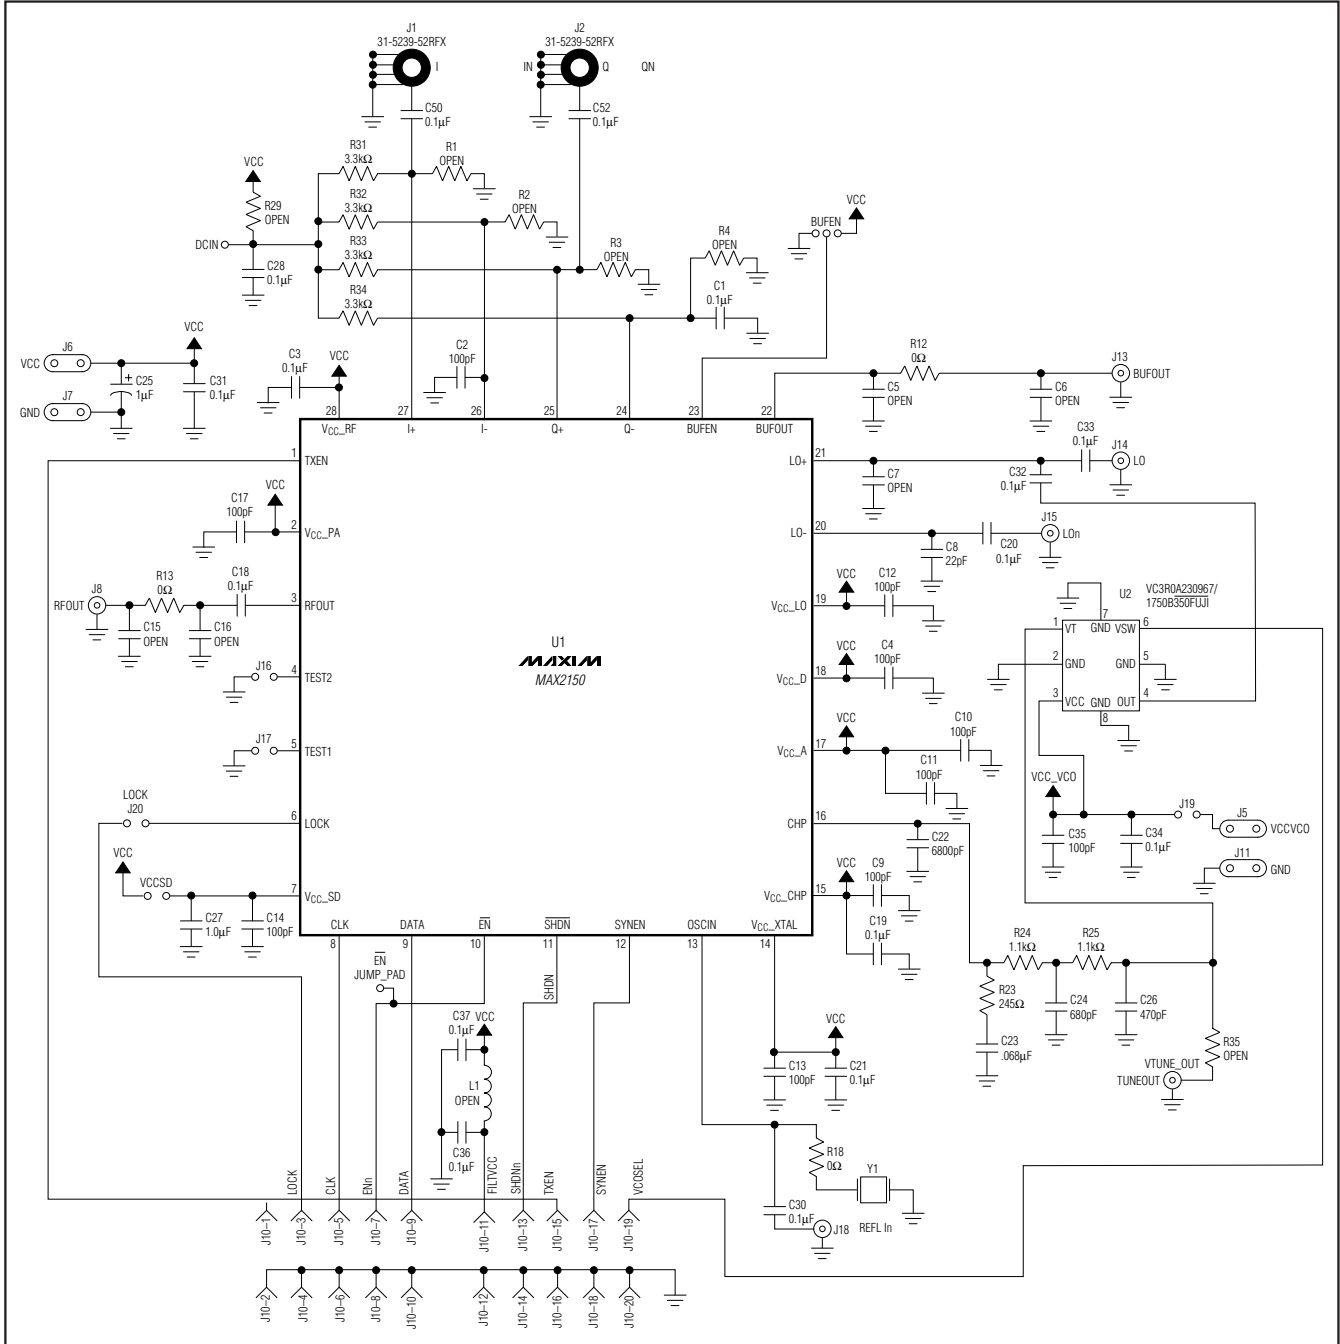 J1
31-5239-52RFX
I
J2
31-5239-52RFX
IN
Q
QN
C50
0.1µF
C52
0.1µF
VCC
R29
OPEN
DCIN
C28
0.1µF
R31
3.3kΩ
R1
OPEN
R32
3.3kΩ
R2
OPEN
R33
3.3kΩ
R3
OPEN
R34
3.3kΩ
R4
OPEN
C1
0.1µF
BUFEN
VCC
VCC
J6
C25
1µF
+
VCC
C31
0.1µF
GND
J7
C3
0.1µF
VCC
C2
100pF
R12
0Ω
C5
OPEN
C6
OPEN
J13
BUFOUT
28
27
26
25
24
23
22
VCC_RF
I+
I-
Q+
Q-
BUFEN
BUFOUT
1
TXEN
C17
100pF
VCC
2
VCC_PA
J8
RFOUT
R13
0Ω
C18
0.1µF
C15
OPEN
C16
OPEN
3
RFOUT
J16
4
TEST2
J17
5
TEST1
LOCK
J20
6
LOCK
VCC
VCCSD
C27
1.0µF
C14
100pF
7
VCC_SD
U1
MAXIM
MAX2150
LO+
21
C7
OPEN
C32
0.1µF
C33
0.1µF
J14
LO
LO-
20
C8
22pF
C20
0.1µF
J15
LOn
VCC_LO
19
VCC
C12
100pF
VCC_D
18
VCC
C4
100pF
VCC_A
17
VCC
C10
100pF
C11
100pF
CHP
16
C22
6800pF
VCC_CHP
15
VCC
C9
100pF
C19
0.1µF
U2
VC3R0A230967/
1750B350FUJI
1
VT
GND
7
VSW
6
2
GND
GND
5
3
VCC
GND
8
OUT
4
VCC_VCO
C35
100pF
C34
0.1µF
J19
J5
VCCVCO
J11
GND
CLK
DATA
EN
SHDN
SYNEN
OSCIN
VCC_XTAL
8
9
10
11
12
13
14
EN
JUMP_PAD
SHDN
C37
0.1µF
VCC
L1
OPEN
C36
0.1µF
C13
100pF
VCC
C21
0.1µF
R24
1.1kΩ
R25
1.1kΩ
R23
245Ω
C23
.068µF
C24
680pF
C26
470pF
R35
OPEN
VTUNE_OUT
TUNEOUT
R18
0Ω
Y1
C30
0.1µF
J18
REFL In
LOCK
CLK
ENn
DATA
FILTVCC
SHDNn
TXEN
SYNEN
VCOSEL
J10-1
J10-3
J10-5
J10-7
J10-9
J10-11
J10-13
J10-15
J10-17
J10-19
J10-2
J10-4
J10-6
J10-8
J10-10
J10-12
J10-14
J10-16
J10-18
J10-20